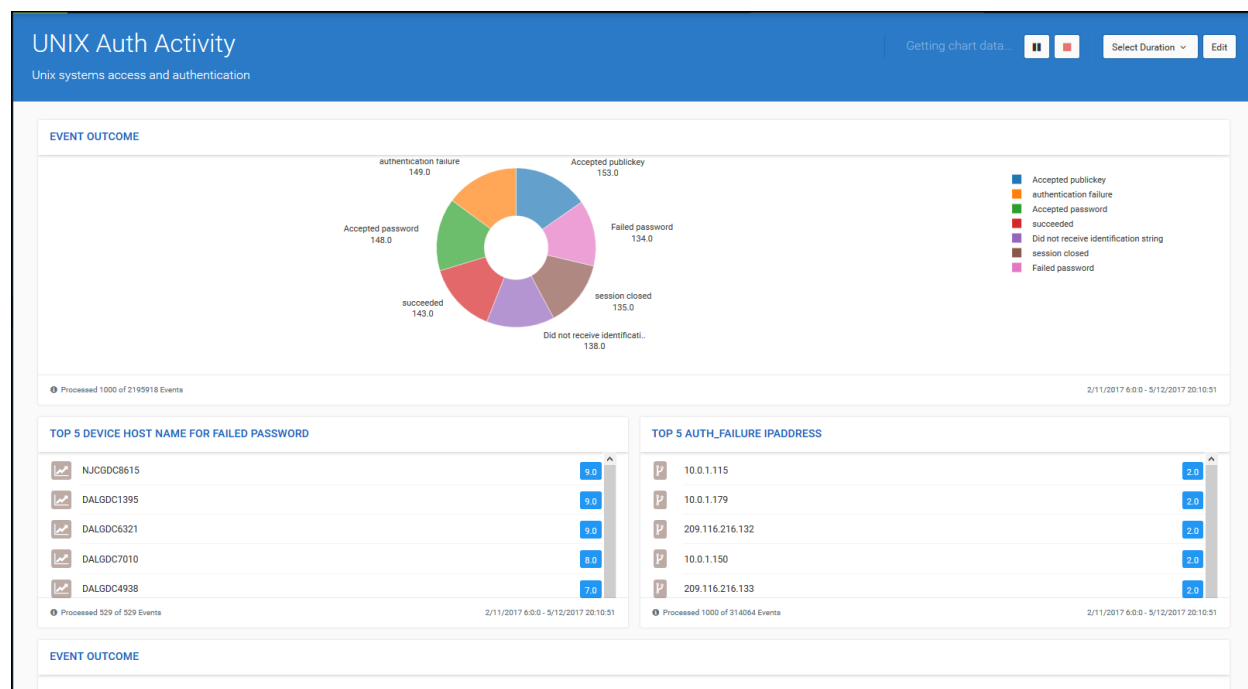 UNIX Auth Activity
Unix systems access and authentication
Getting chart data...
Select Duration
Edit
EVENT OUTCOME
authentication failure
149.0
Accepted publickey
153.0
Accepted password
148.0
Failed password
134.0
succeeded
143.0
session closed
135.0
Did not receive identificati..
138.0
Accepted publickey
authentication failure
Accepted password
succeeded
Did not receive identification string
session closed
Failed password
Processed 1000 of 2195918 Events
2/11/2017 6:0:0 - 5/12/2017 20:10:51
TOP 5 DEVICE HOST NAME FOR FAILED PASSWORD
NJCGDC8615 9.0
DALGDC1395 9.0
DALGDC6321 9.0
DALGDC7010 8.0
DALGDC4938 7.0
Processed 529 of 529 Events
2/11/2017 6:0:0 - 5/12/2017 20:10:51
TOP 5 AUTH_FAILURE IPADDRESS
10.0.1.115 2.0
10.0.1.179 2.0
209.116.216.132 2.0
10.0.1.150 2.0
209.116.216.133 2.0
Processed 1000 of 314064 Events
2/11/2017 6:0:0 - 5/12/2017 20:10:51
EVENT OUTCOME